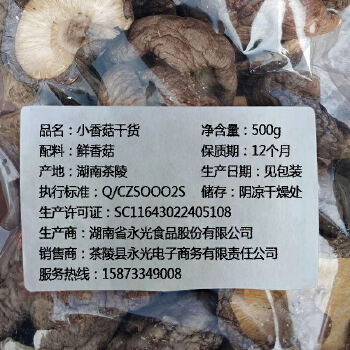 品名：小香菇干货 净含量：500g
配料：鲜香菇 保质期：12个月
产地：湖南茶陵 生产日期：见包装
执行标准：Q/CZSOOO2S 储存：阴凉干燥处
生产许可证：SC11643022405108
生产商：湖南省永光食品股份有限公司
销售商：茶陵县永光电子商务有限责任公司
服务热线：15873349008